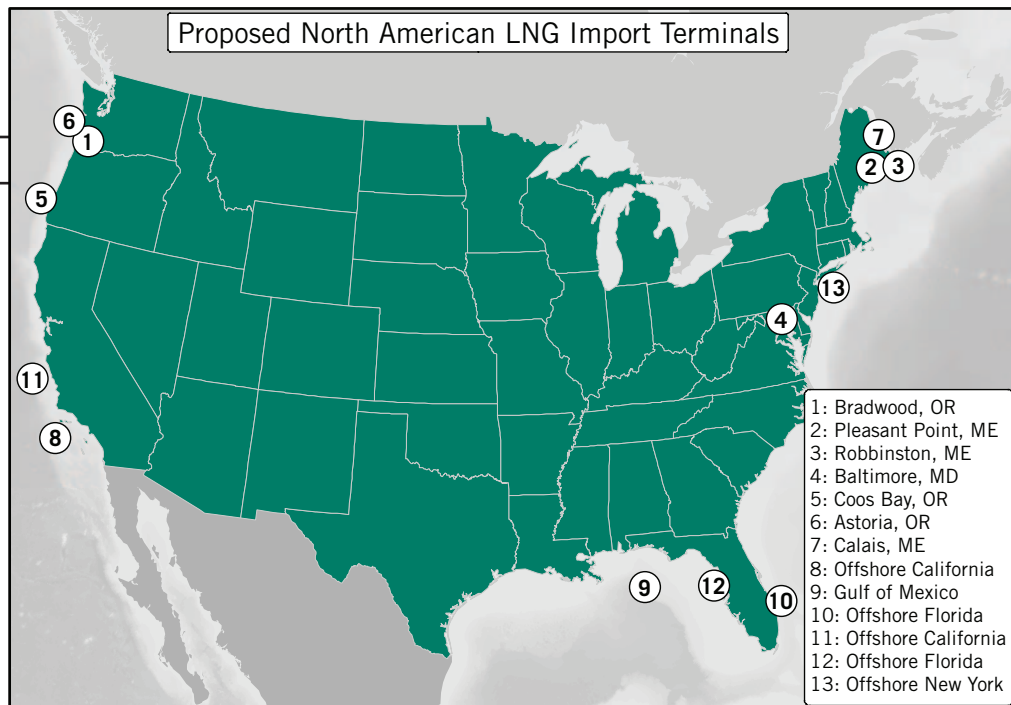 Proposed North American LNG Import Terminals
6
1
5
11
8
7
2
3
13
4
9
12
10
1: Bradwood, OR
2: Pleasant Point, ME
3: Robbinston, ME
4: Baltimore, MD
5: Coos Bay, OR
6: Astoria, OR
7: Calais, ME
8: Offshore California
9: Gulf of Mexico
10: Offshore Florida
11: Offshore California
12: Offshore Florida
13: Offshore New York